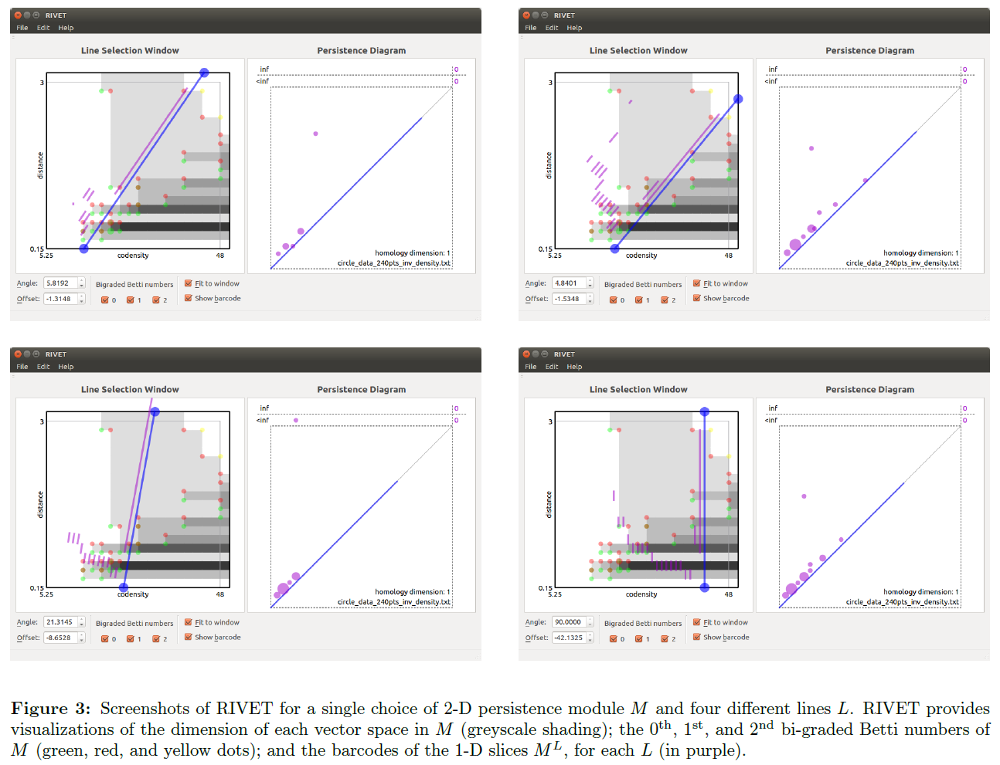 RIVET
File Edit Help
Line Selection Window
Persistence Diagram
3
distance
0.15
5.25
codensity
48
inf
0
<inf
0
homology dimension: 1
circle_data_240pts_inv_density.txt
Angle: 5.8192
Offset: -1.3148
Bigraded Betti numbers
0 1 2
Fit to window
Show barcode
RIVET
File Edit Help
Line Selection Window
Persistence Diagram
3
distance
0.15
5.25
codensity
48
inf
0
<inf
0
homology dimension: 1
circle_data_240pts_inv_density.txt
Angle: 4.8401
Offset: -1.5348
Bigraded Betti numbers
0 1 2
Fit to window
Show barcode
RIVET
File Edit Help
Line Selection Window
Persistence Diagram
3
distance
0.15
5.25
codensity
48
inf
0
<inf
0
homology dimension: 1
circle_data_240pts_inv_density.txt
Angle: 21.3145
Offset: -8.6528
Bigraded Betti numbers
0 1 2
Fit to window
Show barcode
RIVET
File Edit Help
Line Selection Window
Persistence Diagram
3
distance
0.15
5.25
codensity
48
inf
0
<inf
0
homology dimension: 1
circle_data_240pts_inv_density.txt
Angle: 90.0000
Offset: -42.1325
Bigraded Betti numbers
0 1 2
Fit to window
Show barcode
Figure 3: Screenshots of RIVET for a single choice of 2-D persistence module M and four different lines L. RIVET provides
visualizations of the dimension of each vector space in M (greyscale shading); the 0th, 1st, and 2nd bi-graded Betti numbers of
M (green, red, and yellow dots); and the barcodes of the 1-D slices M^L, for each L (in purple).